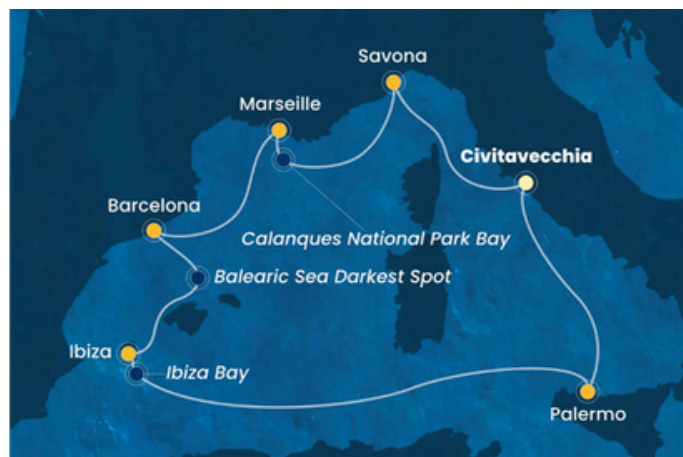 Savona
Marseille
Civitavecchia
Barcelona
Calanques National Park Bay
Balearic Sea Darkest Spot
Ibiza
Ibiza Bay
Palermo